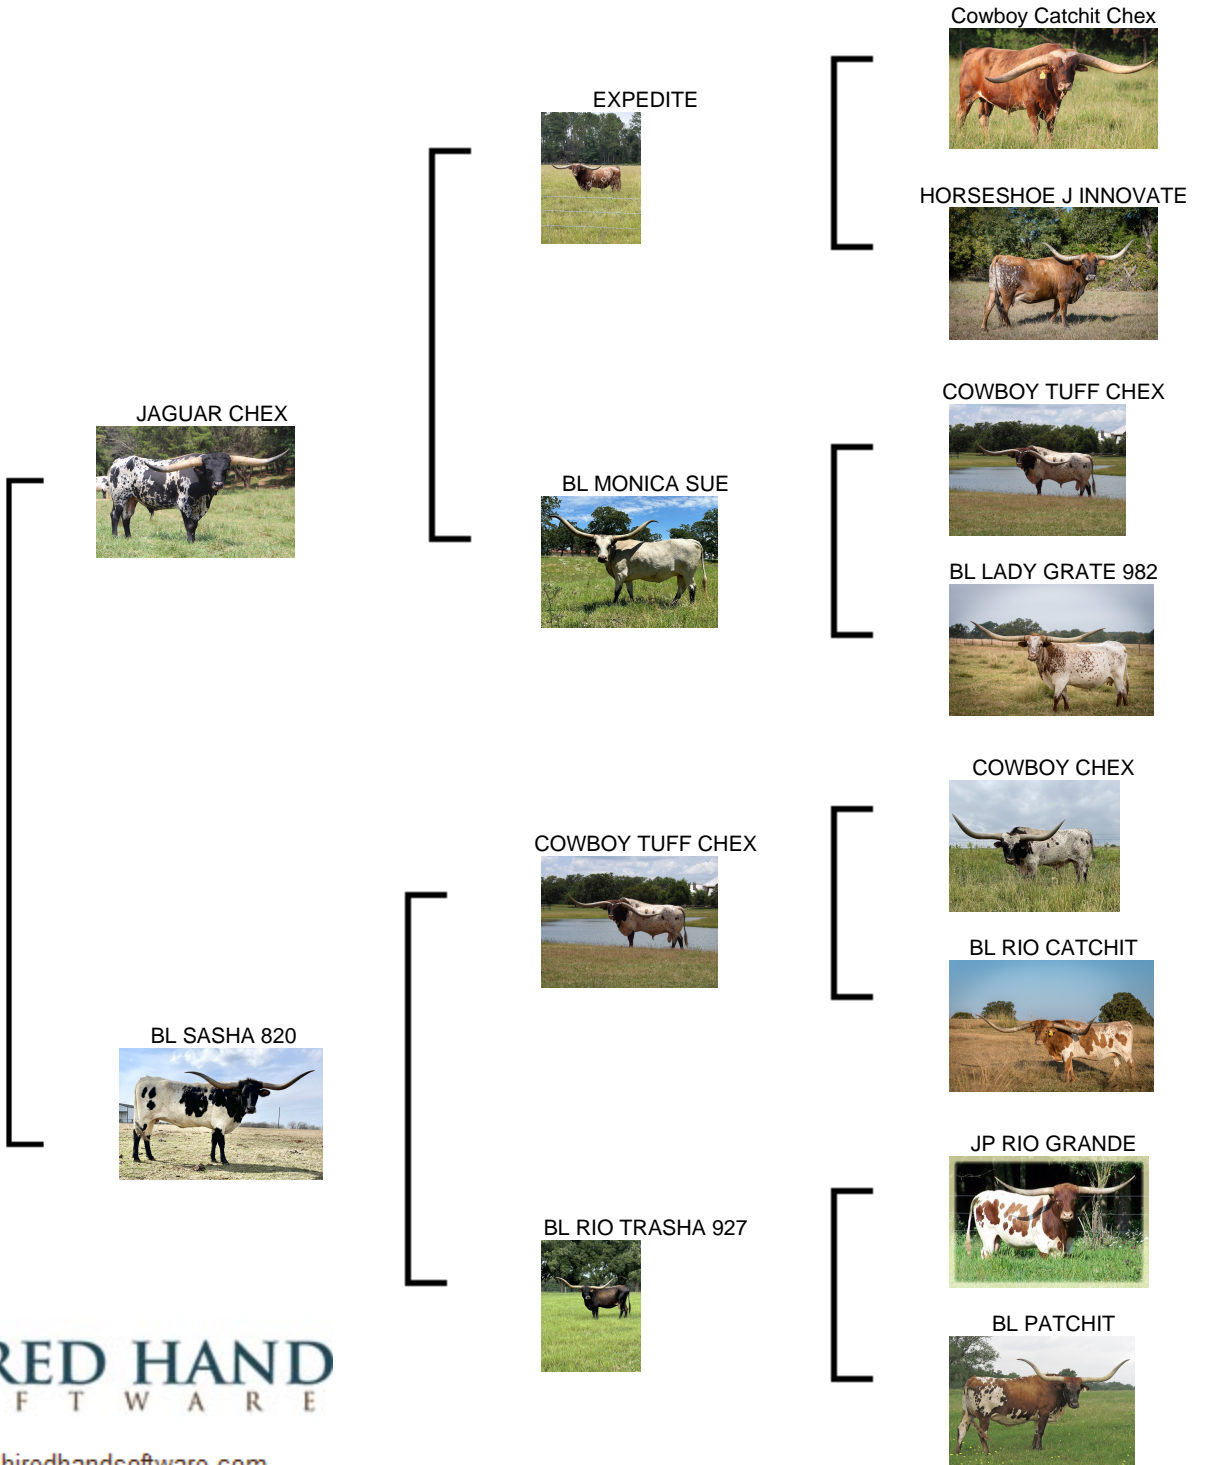 Cowboy Catchit Chex
EXPEDITE
HORSESHOE J INNOVATE
JAGUAR CHEX
COWBOY TUFF CHEX
BL MONICA SUE
BL LADY GRATE 982
COWBOY CHEX
COWBOY TUFF CHEX
BL RIO CATCHIT
BL SASHA 820
JP RIO GRANDE
BL RIO TRASHA 927
BL PATCHIT
RED HAND
F T W A R E
hiredhandsoftware.com